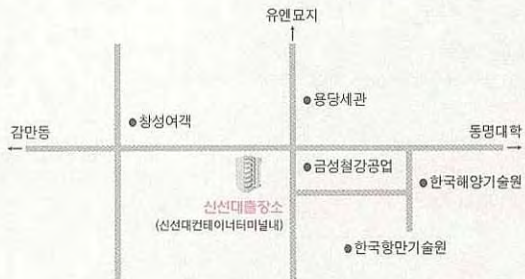 유엔묘지
용당세관
창성여객
감만동
동명대학
금성철강공업
한국해양기술원
신선대출장소
(신선대컨테이너터미널내)
한국항만기술원